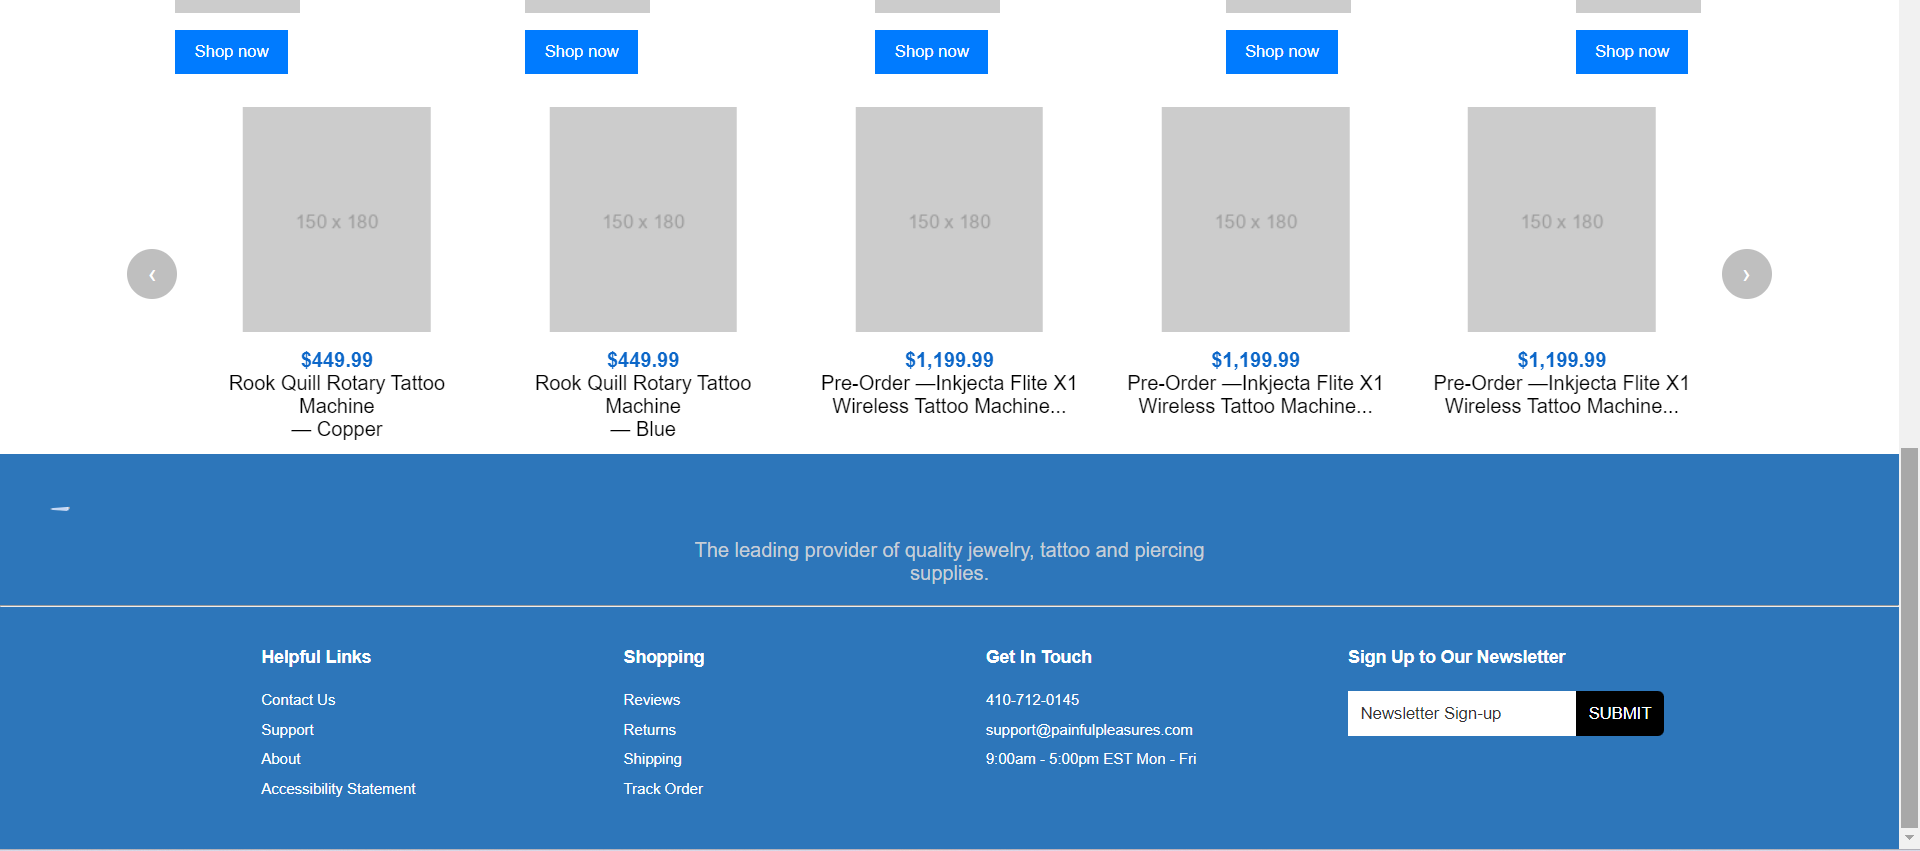 Shop now Shop now Shop now Shop now Shop now
150 x 180 150 x 180 150 x 180 150 x 180 150 x 180
‹ ›
$449.99 $449.99 $1,199.99 $1,199.99 $1,199.99
Rook Quill Rotary Tattoo Rook Quill Rotary Tattoo Pre-Order —Inkjecta Flite X1 Pre-Order —Inkjecta Flite X1 Pre-Order —Inkjecta Flite X1
Machine Machine Wireless Tattoo Machine... Wireless Tattoo Machine... Wireless Tattoo Machine...
— Copper — Blue
The leading provider of quality jewelry, tattoo and piercing
supplies.
Helpful Links
Contact Us
Support
About
Accessibility Statement
Shopping
Reviews
Returns
Shipping
Track Order
Get In Touch
410-712-0145
support@painfulpleasures.com
9:00am - 5:00pm EST Mon - Fri
Sign Up to Our Newsletter
Newsletter Sign-up SUBMIT